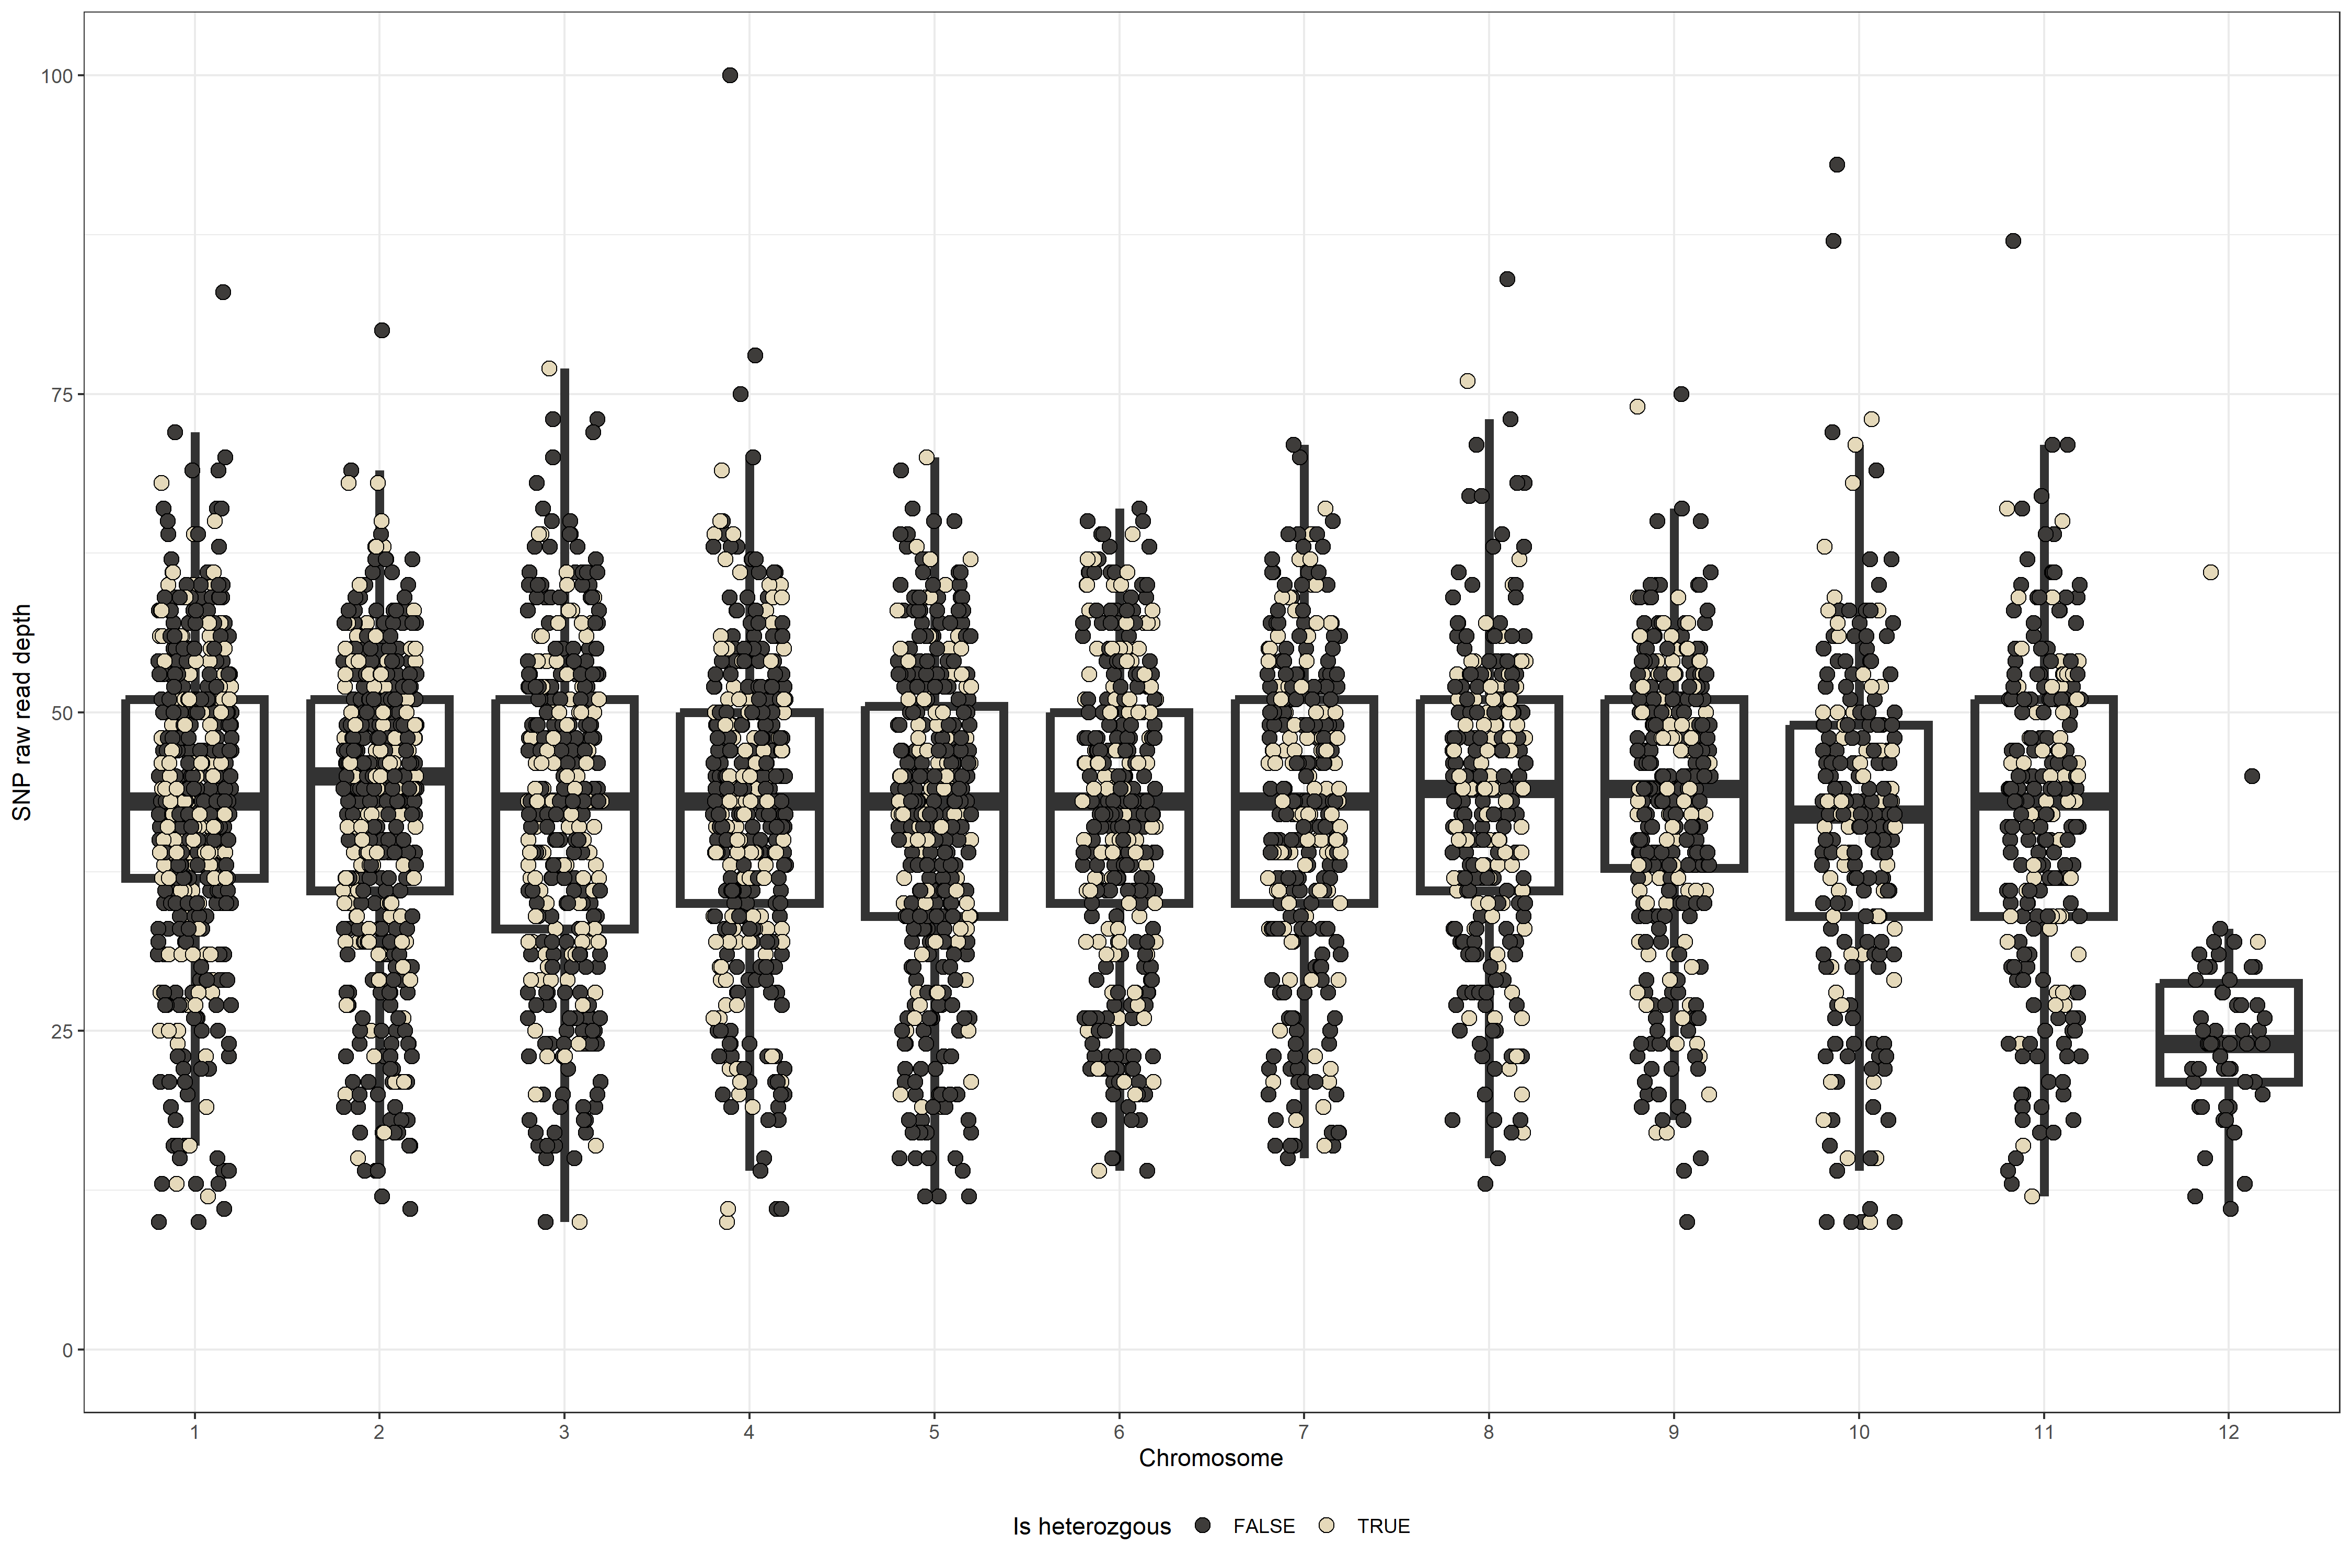 100
75
50
25
0
SNP raw read depth
1 2 3 4 5 6 7 8 9 10 11 12
Chromosome
Is heterozgous FALSE TRUE